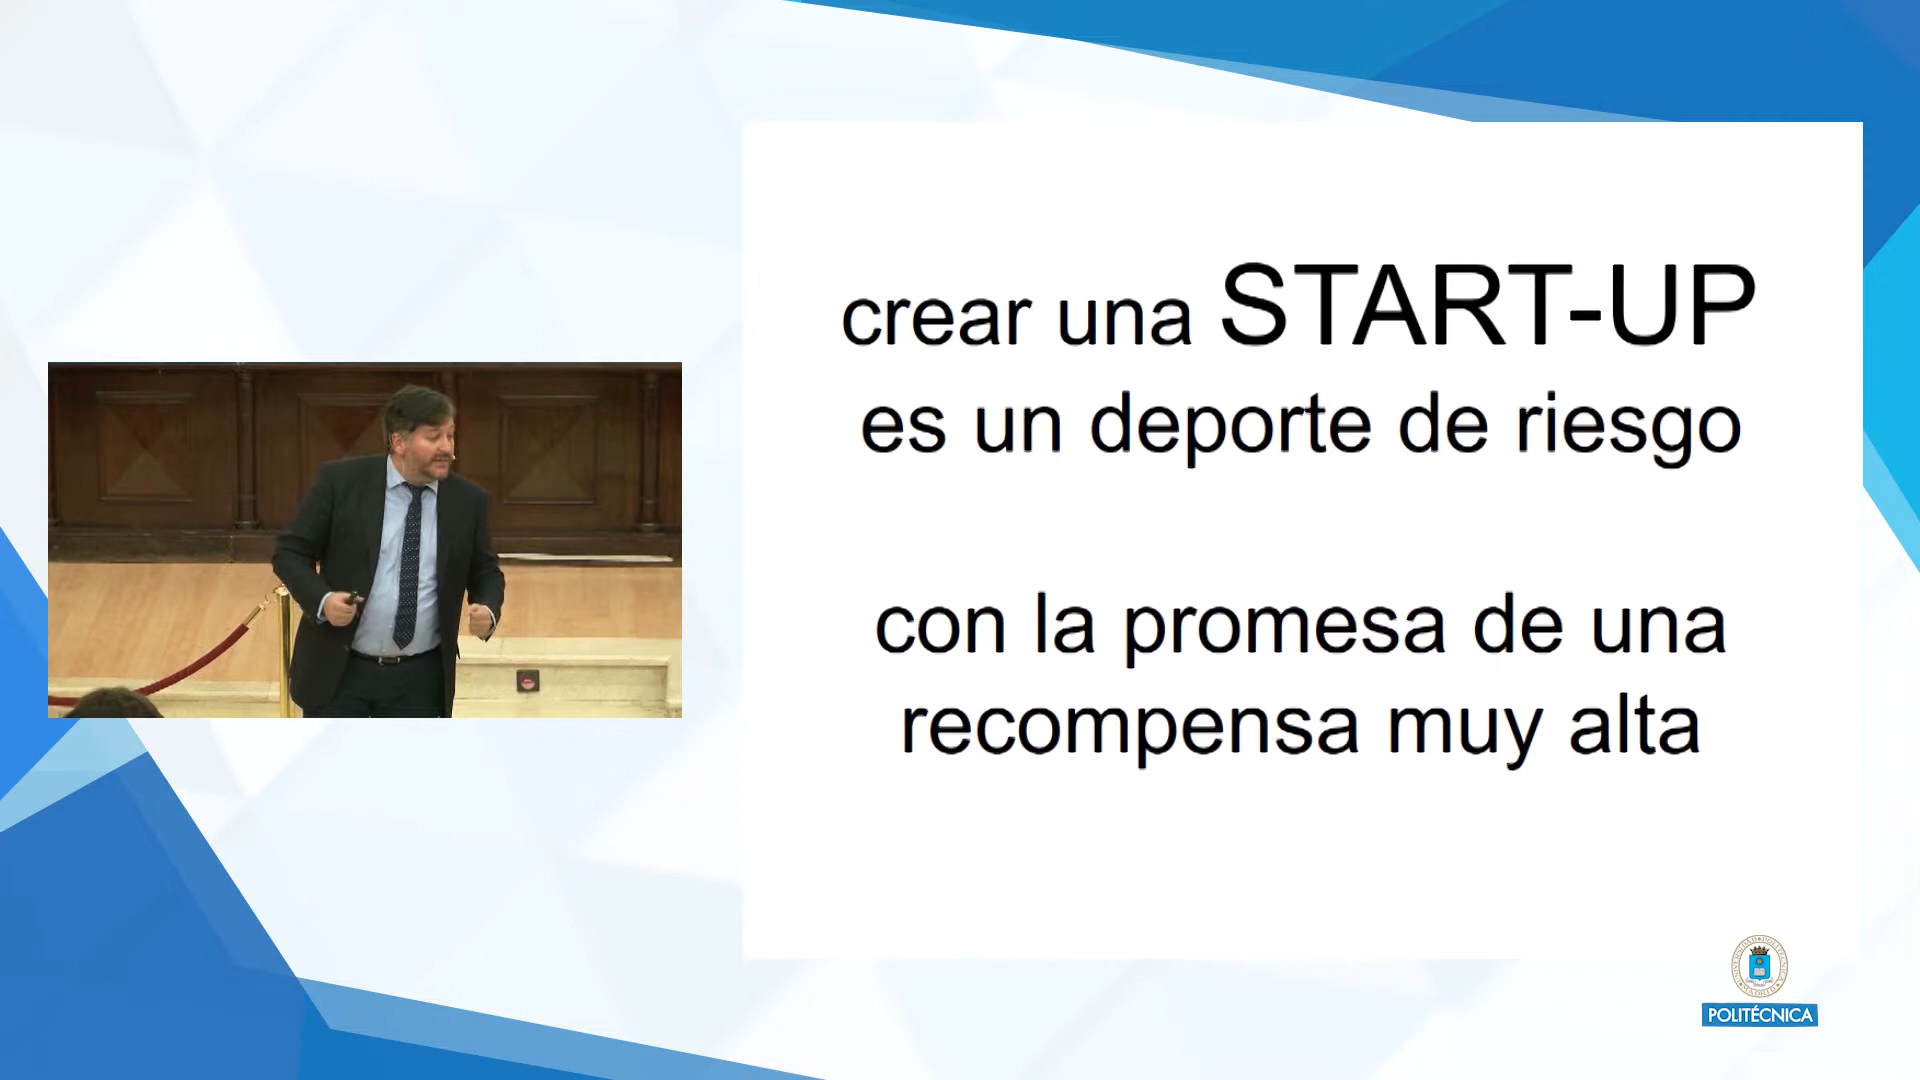 crear una START-UP
es un deporte de riesgo
con la promesa de una
recompensa muy alta
POLITÉCNICA